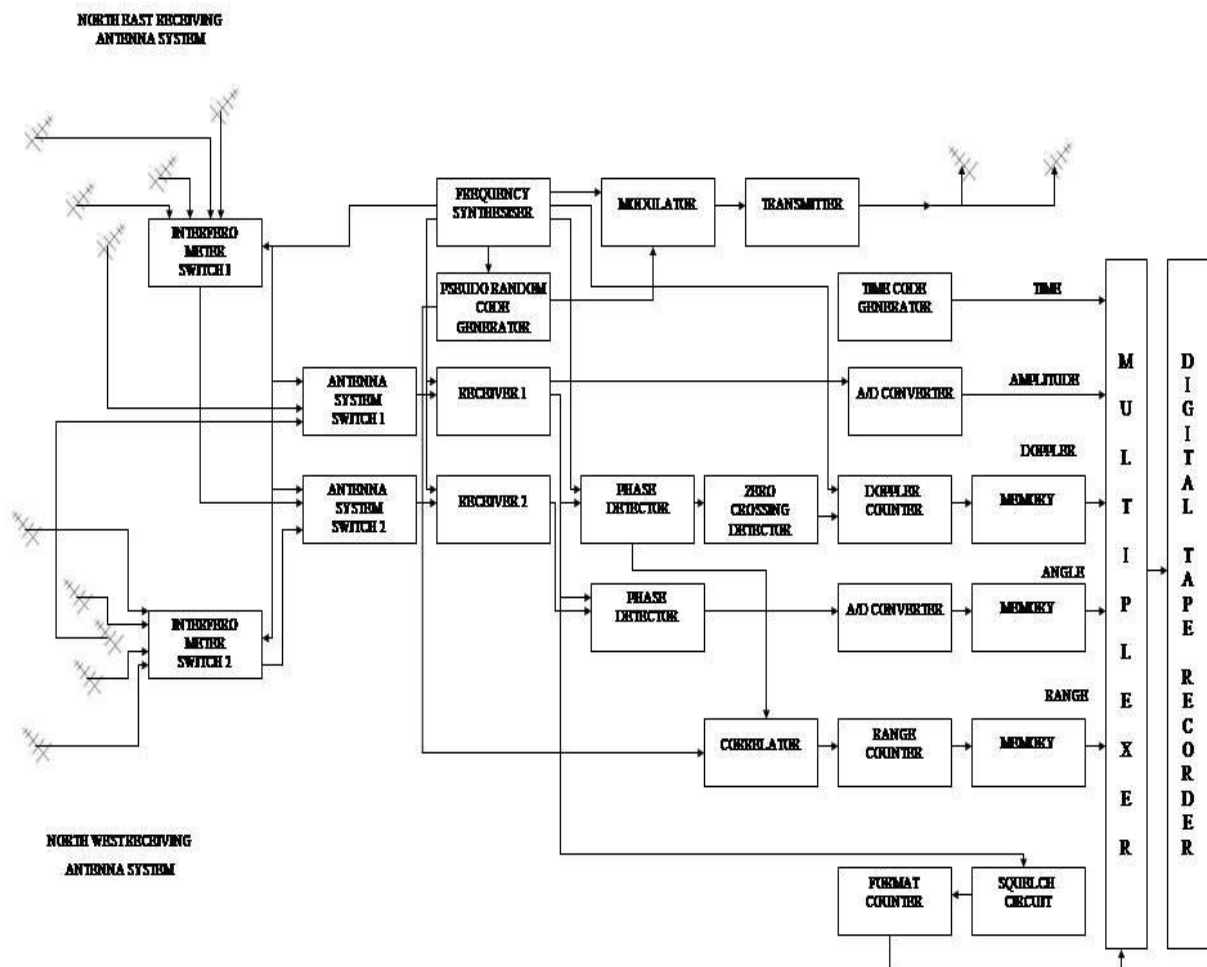 NORTH EAST RECEIVING
ANTENNA SYSTEM
FREQUENCY
SYNTHESISER
MODULATOR
TRANSMITTER
INTERFERO
METER
SWITCH 1
PSEUDO RANDOM
CODE
GENERATOR
TIME CODE
GENERATOR
TIME
ANTENNA
SYSTEM
SWITCH 1
RECEIVER 1
A/D CONVERTER
AMPLITUDE
DOPPLER
ANTENNA
SYSTEM
SWITCH 2
RECEIVER 2
PHASE
DETECTOR
ZERO
CROSSING
DETECTOR
DOPPLER
COUNTER
MEMORY
ANGLE
INTERFERO
METER
SWITCH 2
PHASE
DETECTOR
A/D CONVERTER
MEMORY
RANGE
CORRELATOR
RANGE
COUNTER
MEMORY
NORTH WEST RECEIVING
ANTENNA SYSTEM
FORMAT
COUNTER
SQUELCH
CIRCUIT
MULTIPLEXER
DIGITAL TAPE RECORDER